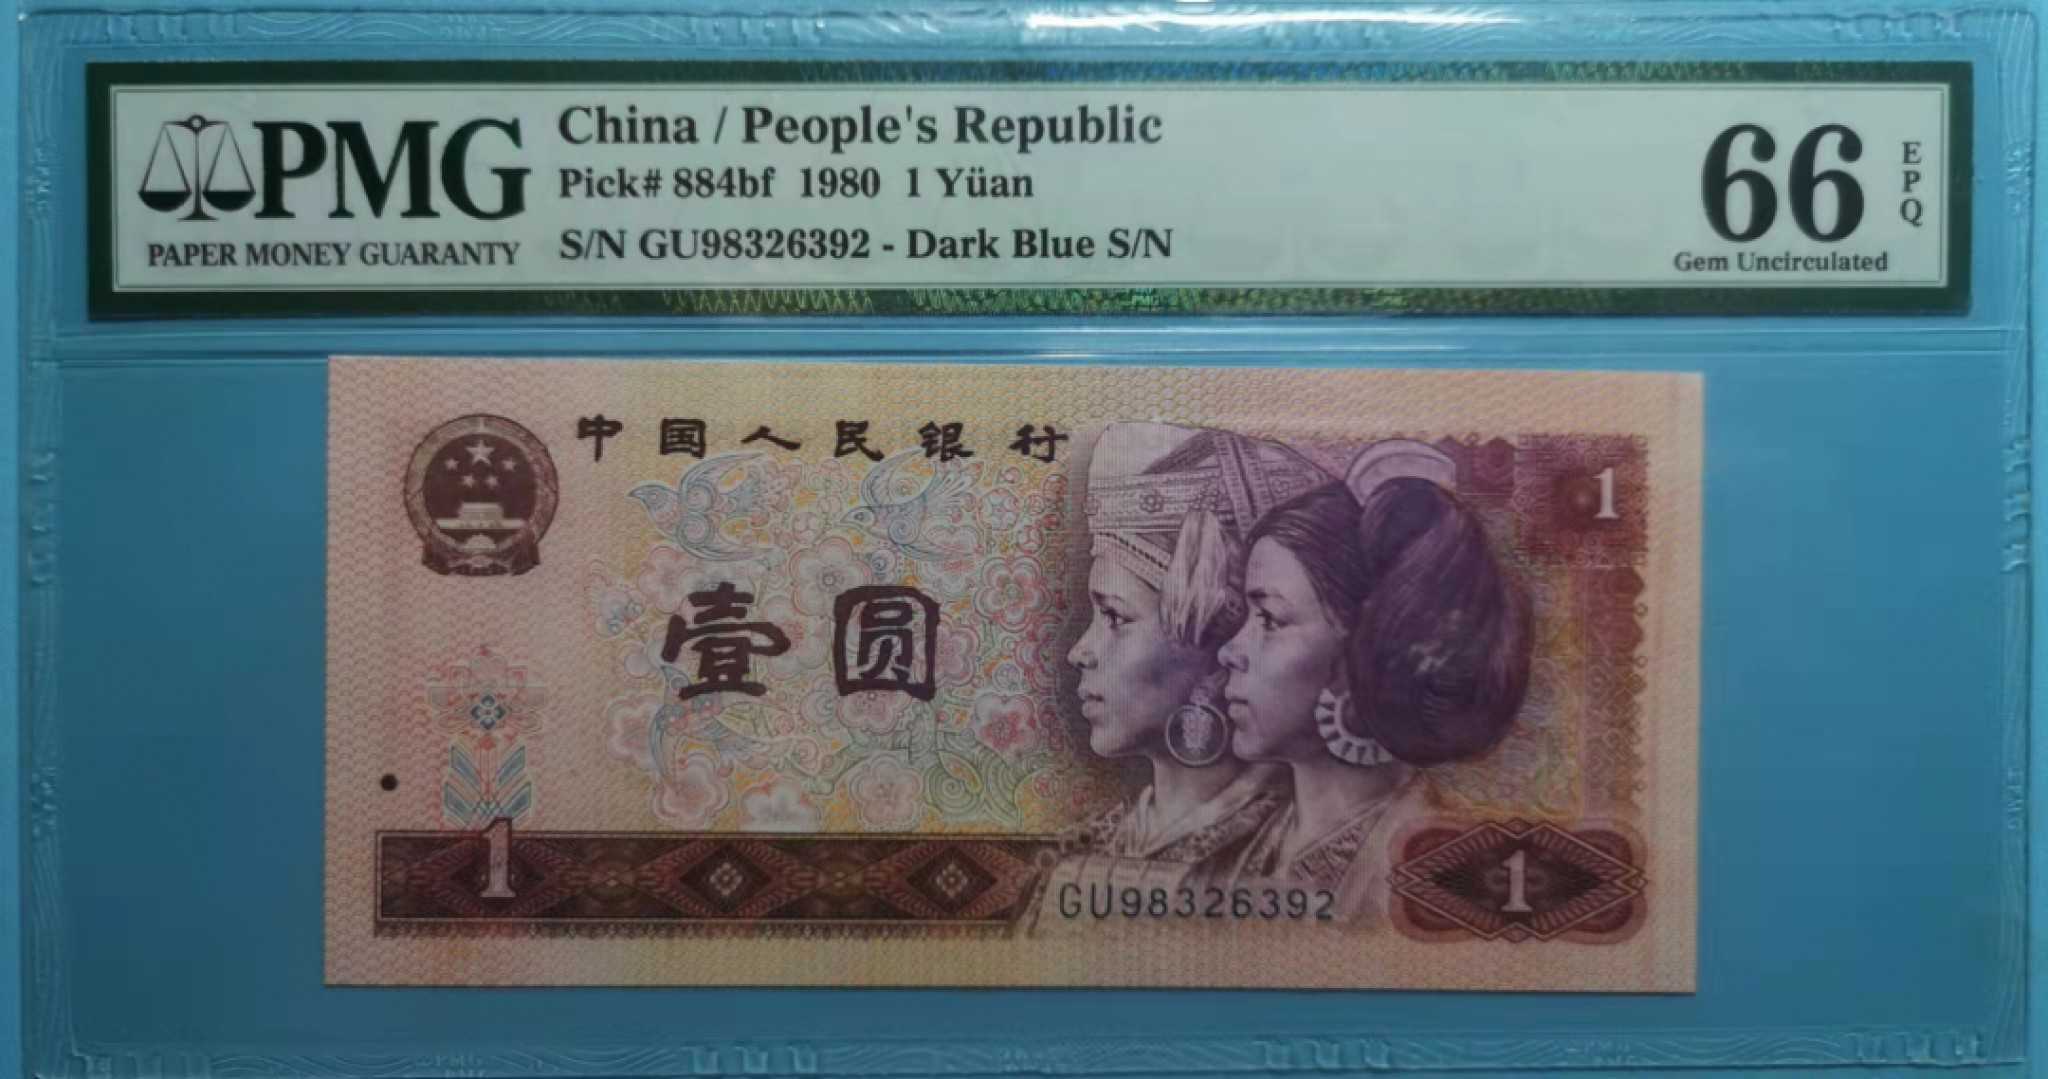 PMG
PAPER MONEY GUARANTY
China / People's Republic
Pick# 884bf 1980 1 Yüan
S/N GU98326392 - Dark Blue S/N
66
EPQ
Gem Uncirculated
中国人民银行
1
壹圆
1
GU98326392
1